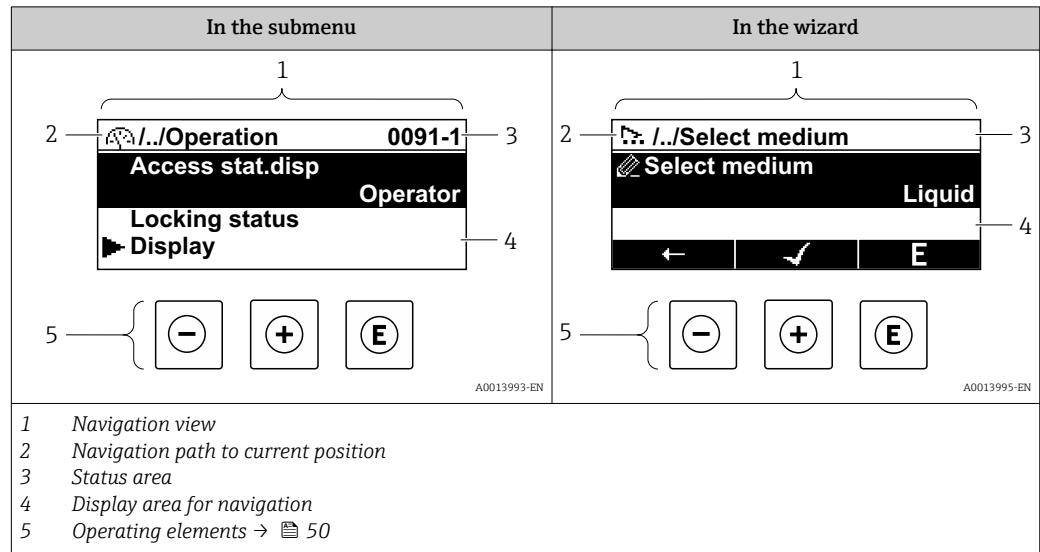 In the submenu
In the wizard
1
2
/../Operation 0091-1
3
Access stat.disp
Operator
Locking status
Display
4
5
- + E
A0013993-EN
1
2
/../Select medium
3
Select medium
Liquid
4
← ✓ E
5
- + E
A0013995-EN
1 Navigation view
2 Navigation path to current position
3 Status area
4 Display area for navigation
5 Operating elements → 50